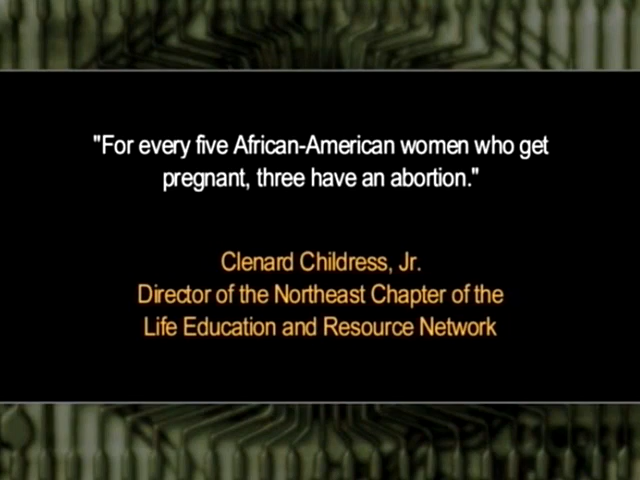 "For every five African-American women who get
pregnant, three have an abortion."
Clenard Childress, Jr.
Director of the Northeast Chapter of the
Life Education and Resource Network